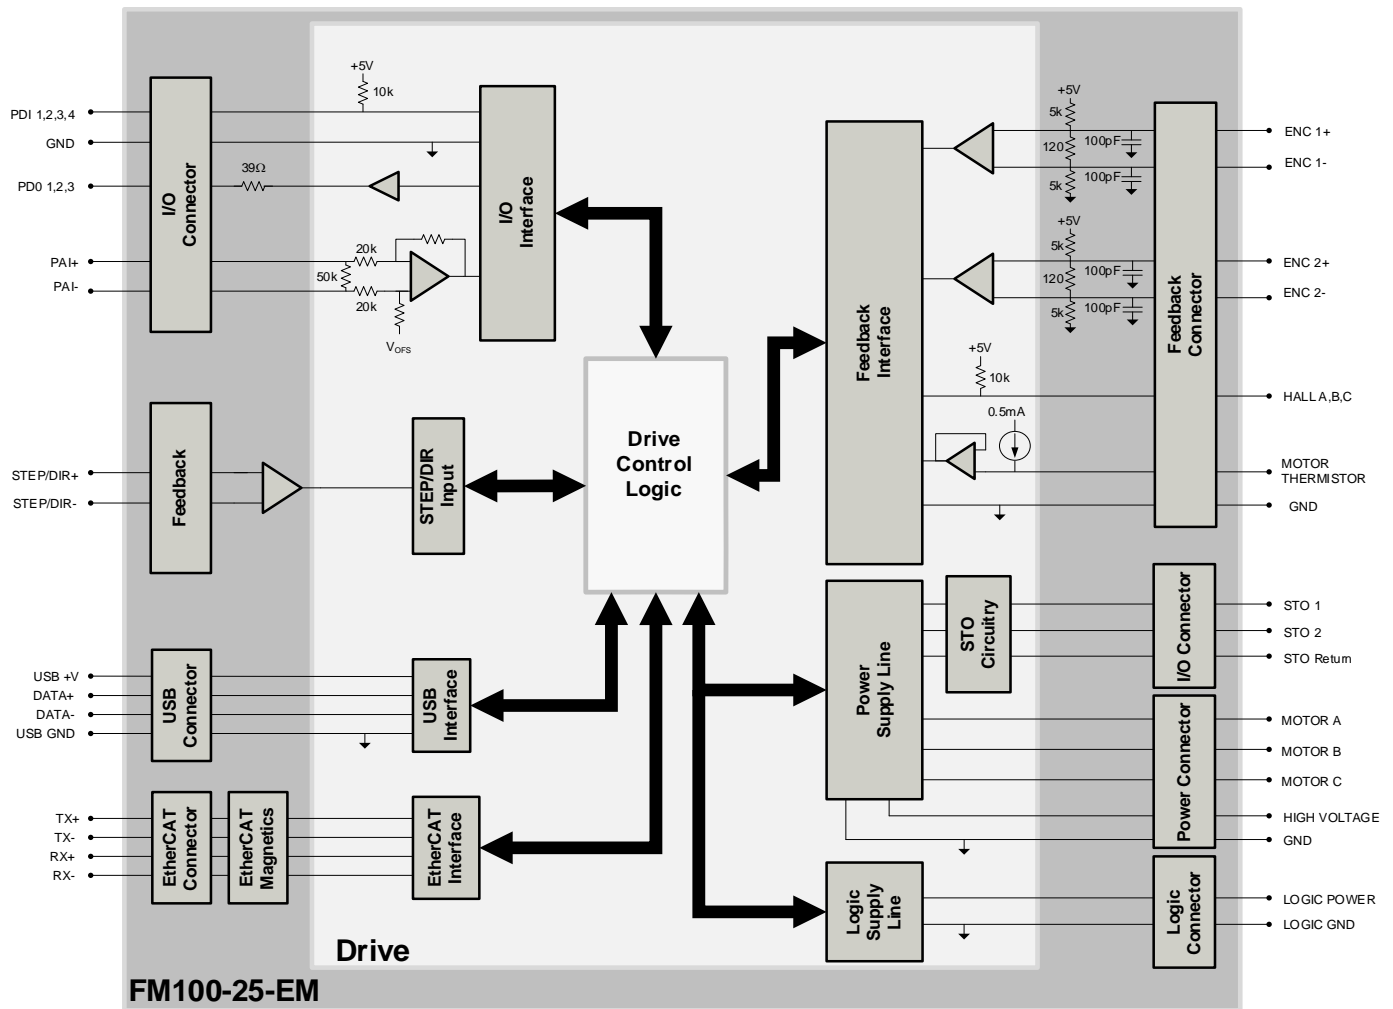 PDI 1,2,3,4
GND
PD0 1,2,3
PAI+
PAI-
I/O
Connector
+5V
10k
39Ω
20k
50k
20k
VOFS
I/O
Interface
STEP/DIR+
STEP/DIR-
Feedback
STEP/DIR
Input
USB +V
DATA+
DATA-
USB GND
USB
Connector
USB
Interface
TX+
TX-
RX+
RX-
EtherCAT
Connector
EtherCAT
Magnetics
EtherCAT
Interface
Drive
Control
Logic
Feedback
Interface
+5V
5k
120
5k
100pF
100pF
+5V
5k
120
5k
100pF
100pF
+5V
10k
0.5mA
Feedback
Connector
ENC 1+
ENC 1-
ENC 2+
ENC 2-
HALL A,B,C
MOTOR
THERMISTOR
GND
Power
Supply Line
STO
Circuitry
I/O Connector
STO 1
STO 2
STO Return
Power Connector
MOTOR A
MOTOR B
MOTOR C
HIGH VOLTAGE
GND
Logic
Supply
Line
Logic
Connector
LOGIC POWER
LOGIC GND
Drive
FM100-25-EM